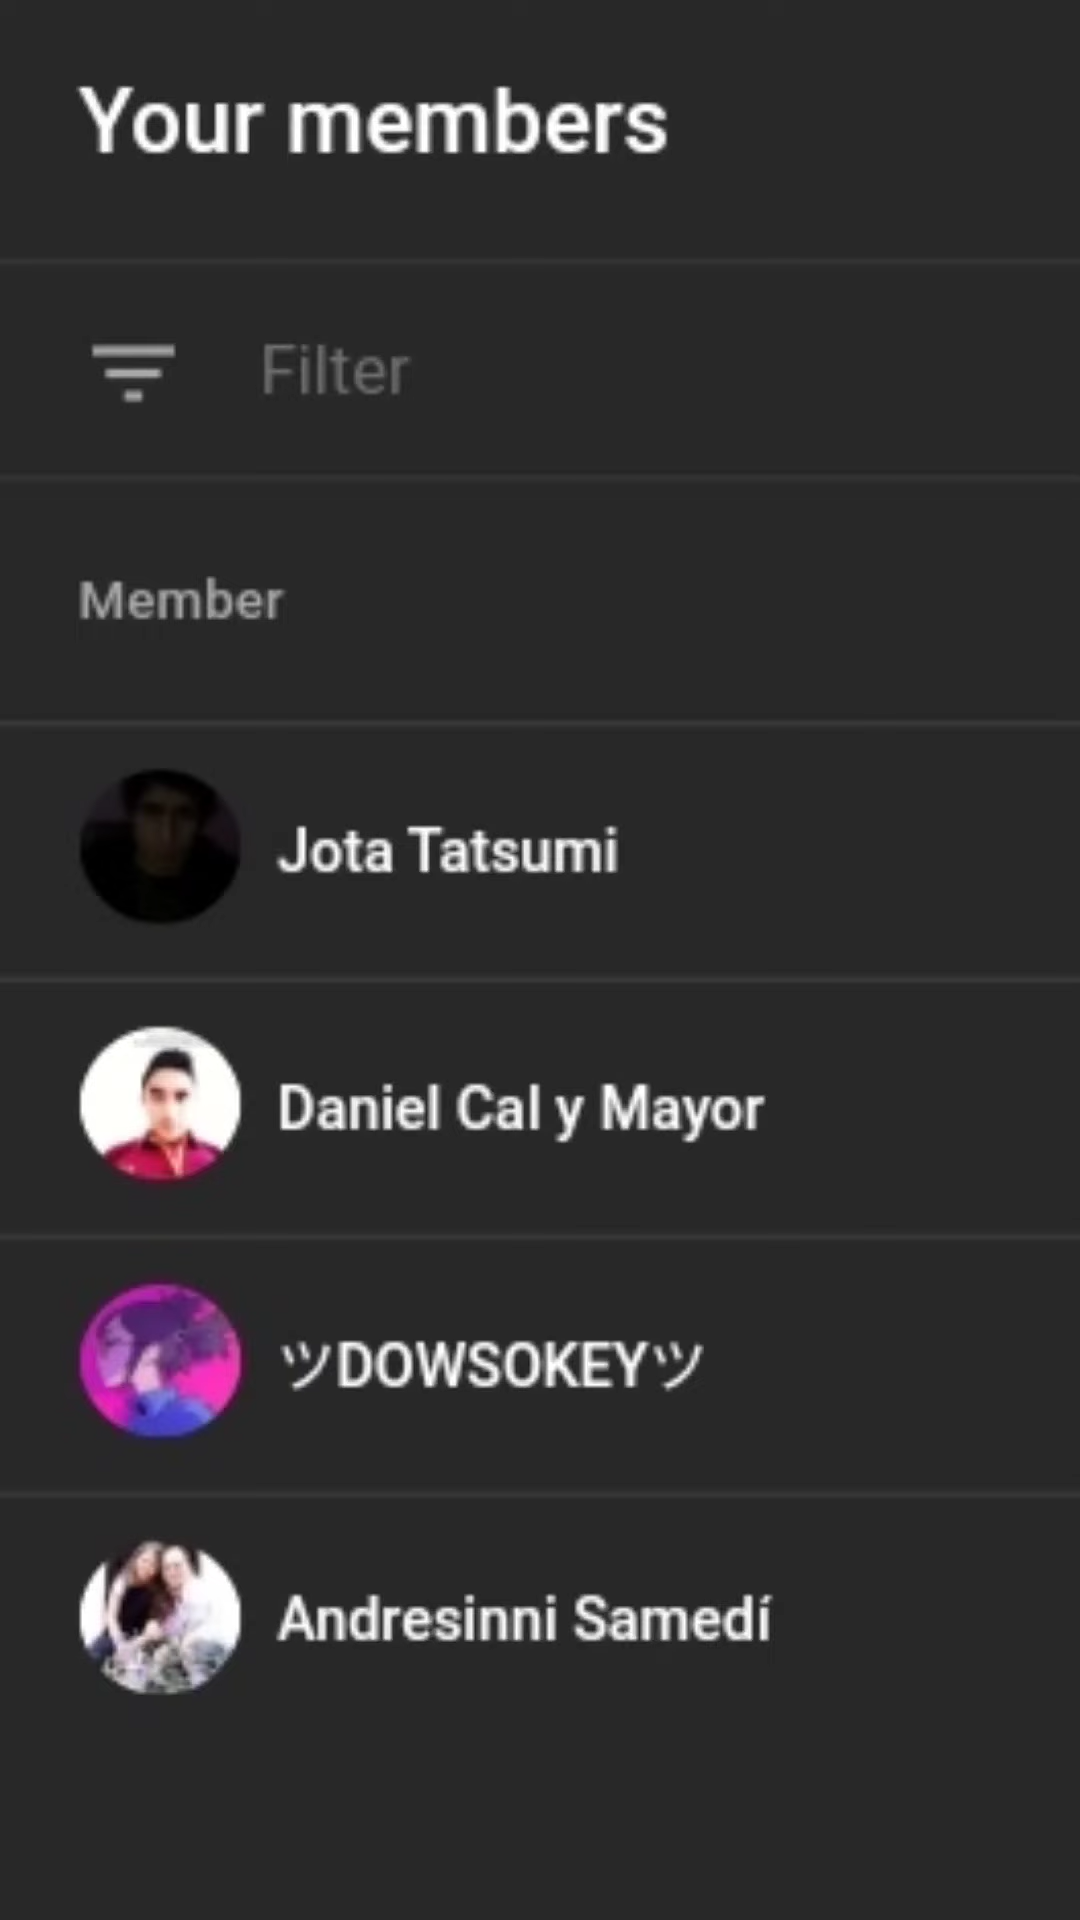 Your members
Filter
Member
Jota Tatsumi
Daniel Cal y Mayor
ツDOWSOKEYツ
Andresinni Samedí